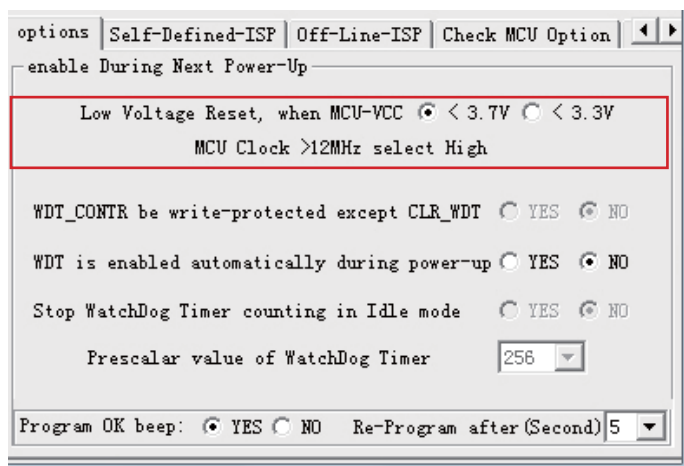 options Self-Defined-ISP Off-Line-ISP Check MCU Option
enable During Next Power-Up
Low Voltage Reset, when MCU-VCC < 3.7V < 3.3V
MCU Clock >12MHz select High
WDT_CONTR be write-protected except CLR_WDT YES NO
WDT is enabled automatically during power-up YES NO
Stop WatchDog Timer counting in Idle mode YES NO
Prescalar value of WatchDog Timer 256
Program OK beep: YES NO Re-Program after(Second) 5